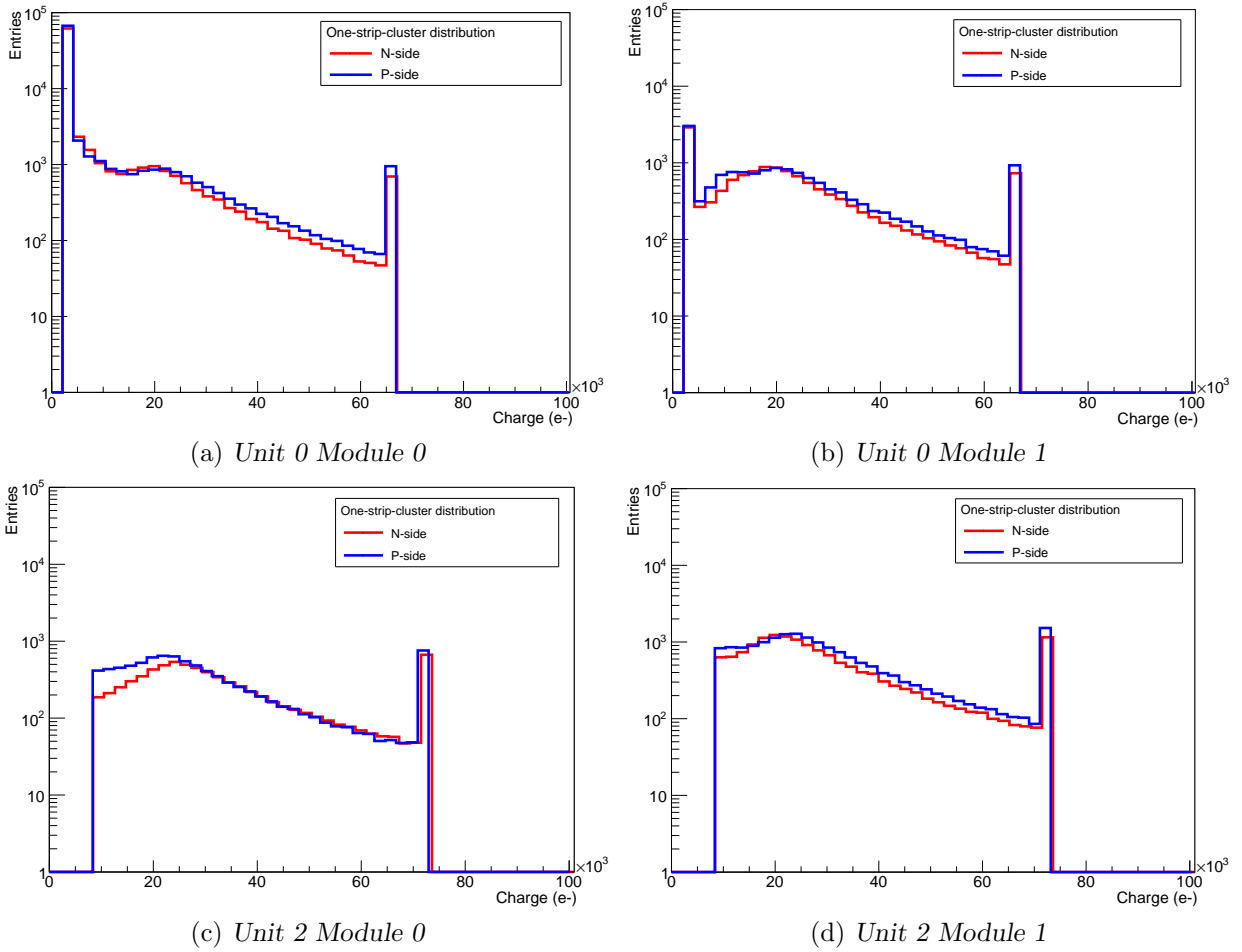 Entries
10^5
10^4
10^3
10^2
10
1
One-strip-cluster distribution
N-side
P-side
0 20 40 60 80 100
×10^3
Charge (e-)
(a) Unit 0 Module 0
Entries
10^5
10^4
10^3
10^2
10
1
One-strip-cluster distribution
N-side
P-side
0 20 40 60 80 100
×10^3
Charge (e-)
(b) Unit 0 Module 1
Entries
10^5
10^4
10^3
10^2
10
1
One-strip-cluster distribution
N-side
P-side
0 20 40 60 80 100
×10^3
Charge (e-)
(c) Unit 2 Module 0
Entries
10^5
10^4
10^3
10^2
10
1
One-strip-cluster distribution
N-side
P-side
0 20 40 60 80 100
×10^3
Charge (e-)
(d) Unit 2 Module 1